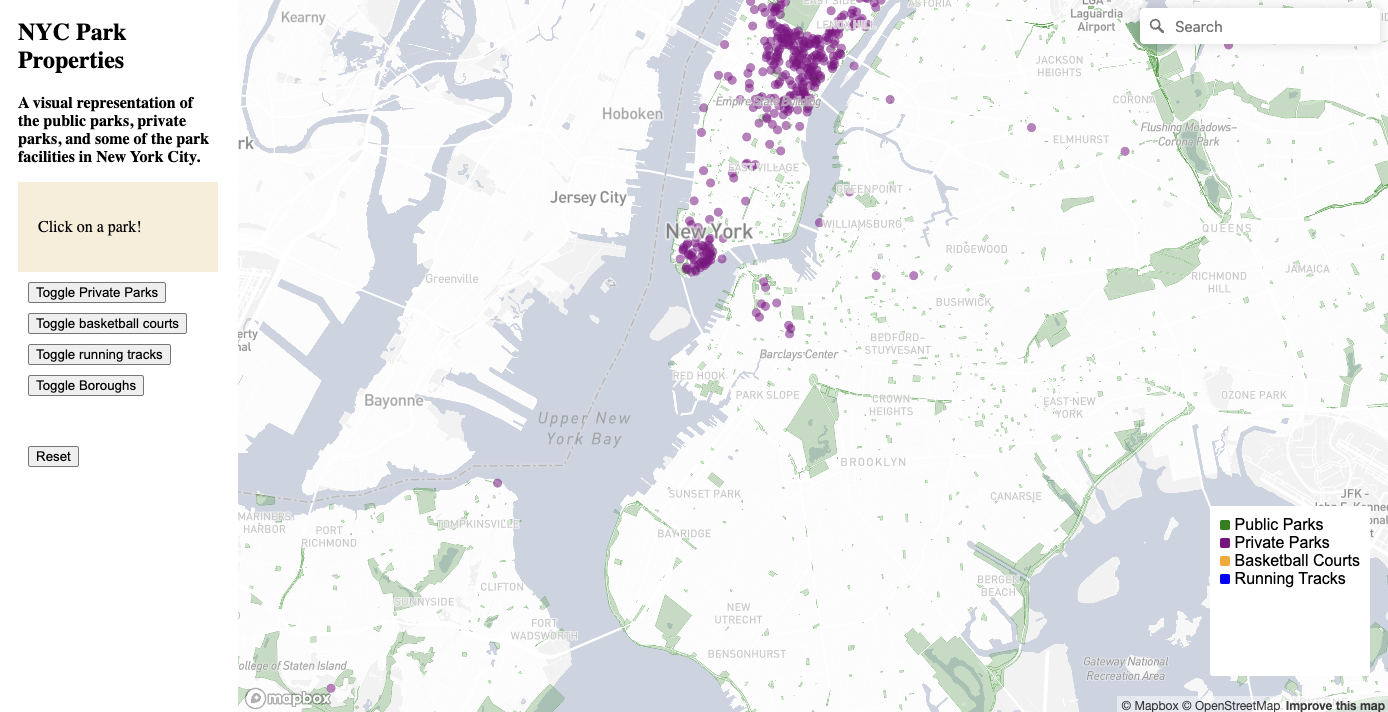 NYC Park
Properties
A visual representation of
the public parks, private
parks, and some of the park
facilities in New York City.
Click on a park!
Toggle Private Parks
Toggle basketball courts
Toggle running tracks
Toggle Boroughs
Reset
Search
Kearny
Hoboken
Jersey City
Greenville
Bayonne
Upper New
York Bay
LENOX HILL
ASTORIA
Laguardia
Airport
JACKSON
HEIGHTS
CORONA
ELMHURST
Flushing Meadows–
Corona Park
Empire State Building
EAST VILLAGE
GREENPOINT
New York
WILLIAMSBURG
QUEENS
RIDGEWOOD
RICHMOND
HILL
JAMAICA
BUSHWICK
BEDFORD–
STUYVESANT
Barclays Center
RED HOOK
PARK SLOPE
CROWN
HEIGHTS
EAST NEW
YORK
OZONE PARK
BROOKLYN
SUNSET PARK
CANARSIE
JFK -
MARINERS
HARBOR
PORT
RICHMOND
TOMPKINSVILLE
BAY RIDGE
CLIFTON
SUNNYSIDE
FORT
WADSWORTH
NEW
UTRECHT
BERGEN
BEACH
BENSONHURST
Gateway National
Recreation Area
ollege of Staten Island
Public Parks
Private Parks
Basketball Courts
Running Tracks
mapbox
© Mapbox © OpenStreetMap Improve this map